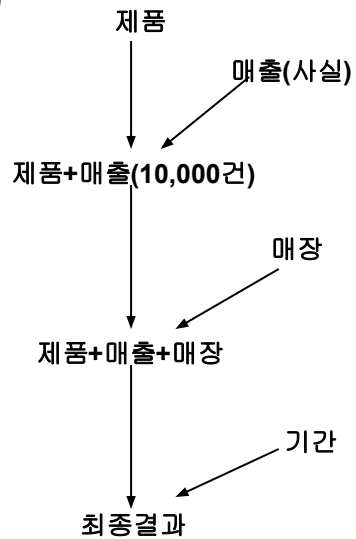 제품
매출(사실)
제품+매출(10,000건)
매장
제품+매출+매장
기간
최종결과